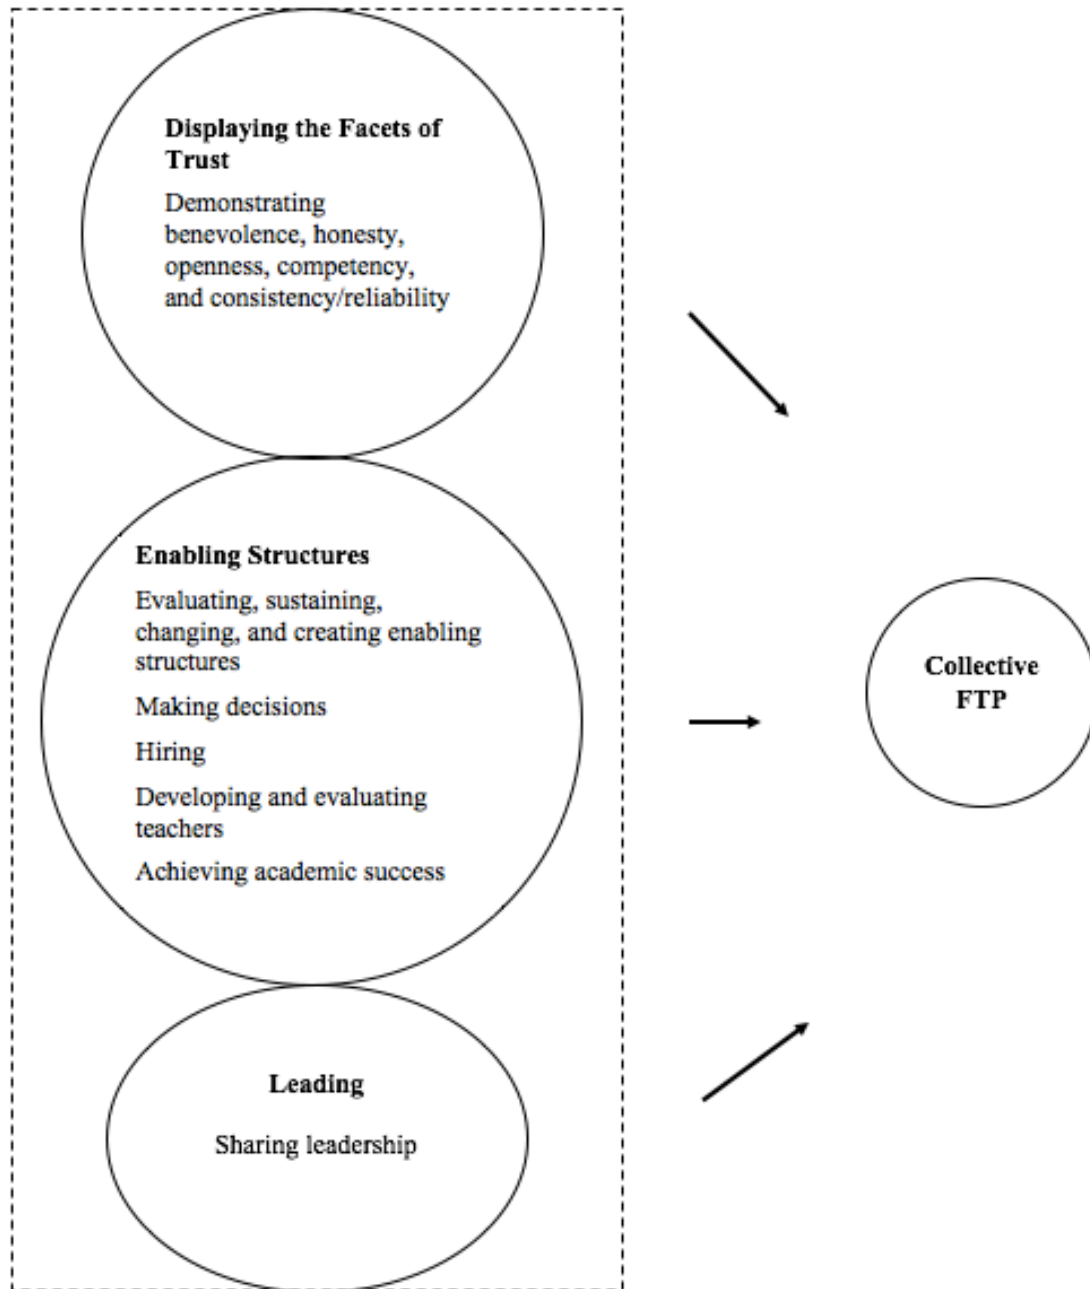 Displaying the Facets of
Trust
Demonstrating
benevolence, honesty,
openness, competency,
and consistency/reliability
Enabling Structures
Evaluating, sustaining,
changing, and creating enabling
structures
Making decisions
Hiring
Developing and evaluating
teachers
Achieving academic success
Leading
Sharing leadership
Collective
FTP